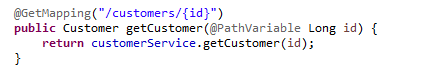 @GetMapping("/customers/{id}")
public Customer getCustomer(@PathVariable Long id) {
    return customerService.getCustomer(id);
}